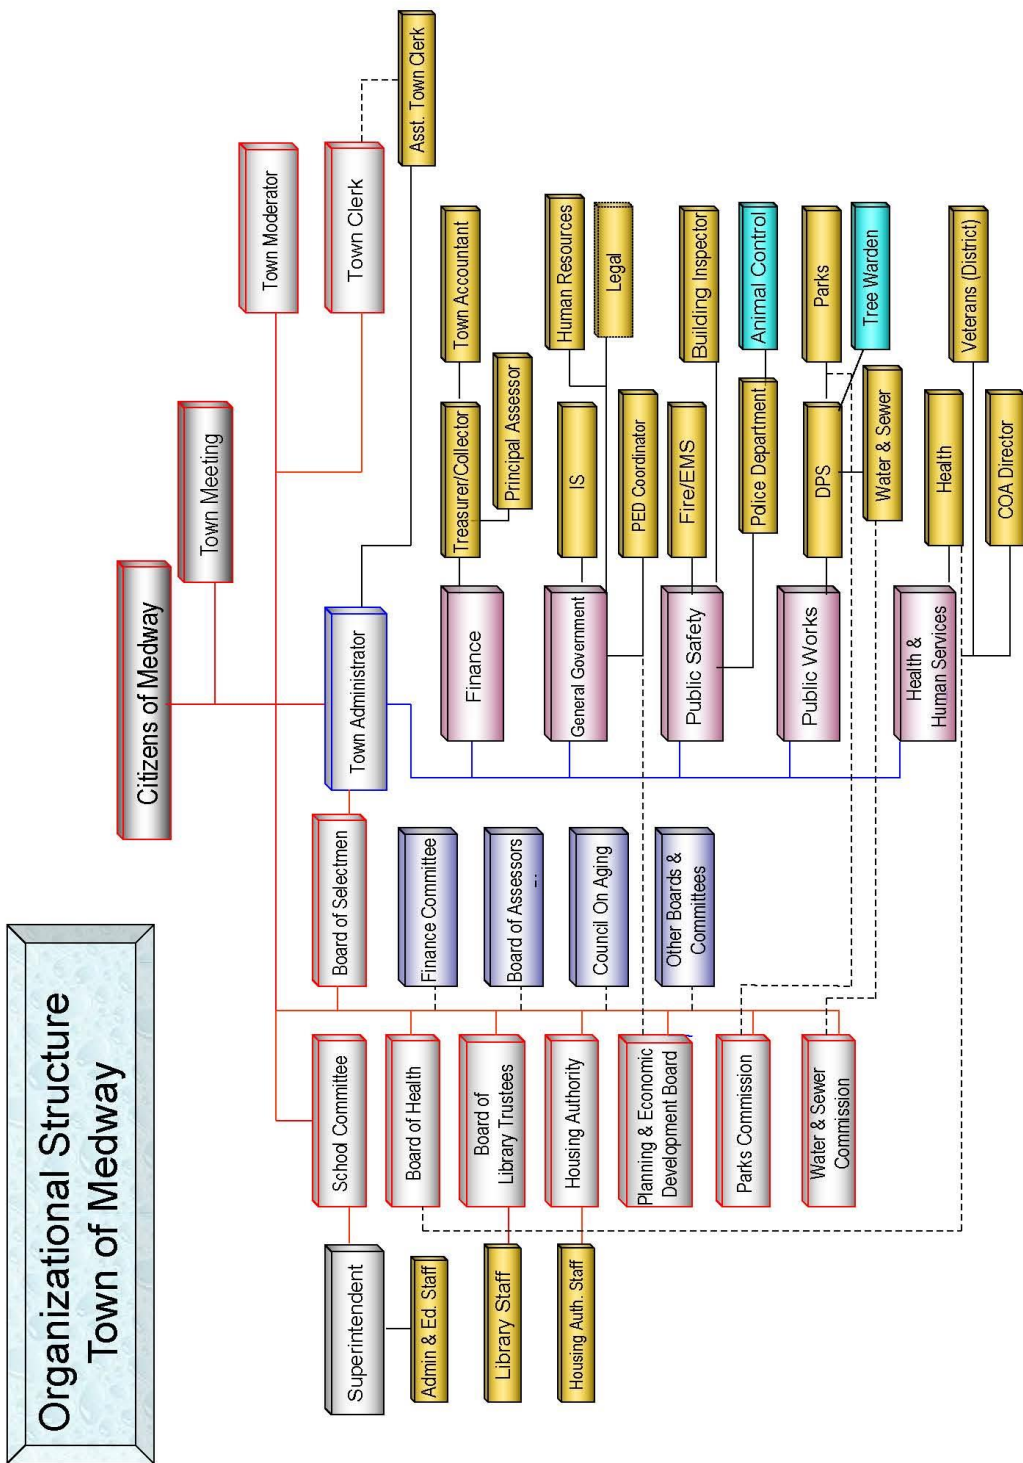 Organizational Structure
Town of Medway
Citizens of Medway
Town Meeting
Town Moderator
Town Clerk
Asst. Town Clerk
School Committee
Board of Selectmen
Town Administrator
Superintendent
Admin & Ed. Staff
Library Staff
Housing Auth. Staff
Board of Health
Board of
Library Trustees
Housing Authority
Planning & Economic
Development Board
Parks Commission
Water & Sewer
Commission
Finance Committee
Board of Assessors
Council On Aging
Other Boards &
Committees
Finance
Treasurer/Collector
Town Accountant
Principal Assessor
General Government
IS
Human Resources
Legal
PED Coordinator
Public Safety
Fire/EMS
Building Inspector
Police Department
Animal Control
Public Works
DPS
Parks
Tree Warden
Water & Sewer
Health &
Human Services
Health
Veterans (District)
COA Director